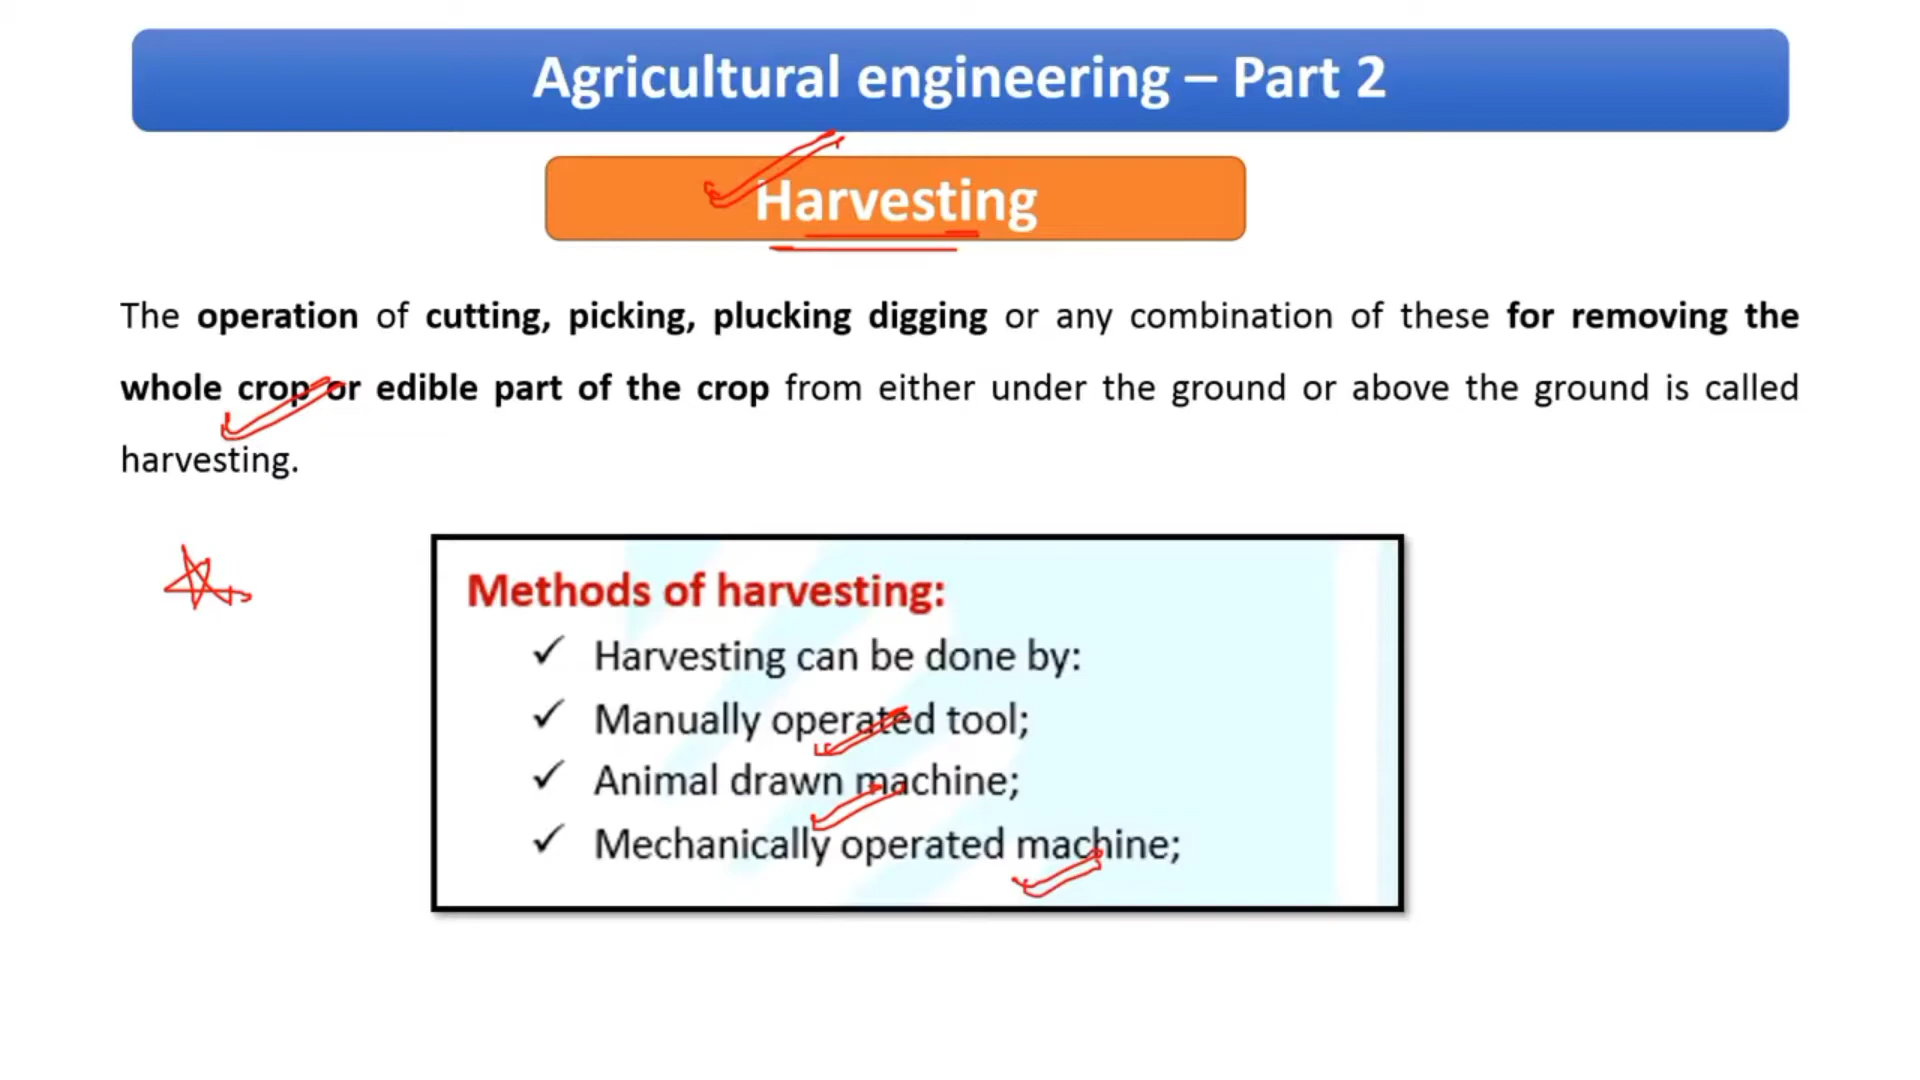 Agricultural engineering – Part 2
Harvesting
The operation of cutting, picking, plucking digging or any combination of these for removing the
whole crop or edible part of the crop from either under the ground or above the ground is called
harvesting.
Methods of harvesting:
✓ Harvesting can be done by:
✓ Manually operated tool;
✓ Animal drawn machine;
✓ Mechanically operated machine;